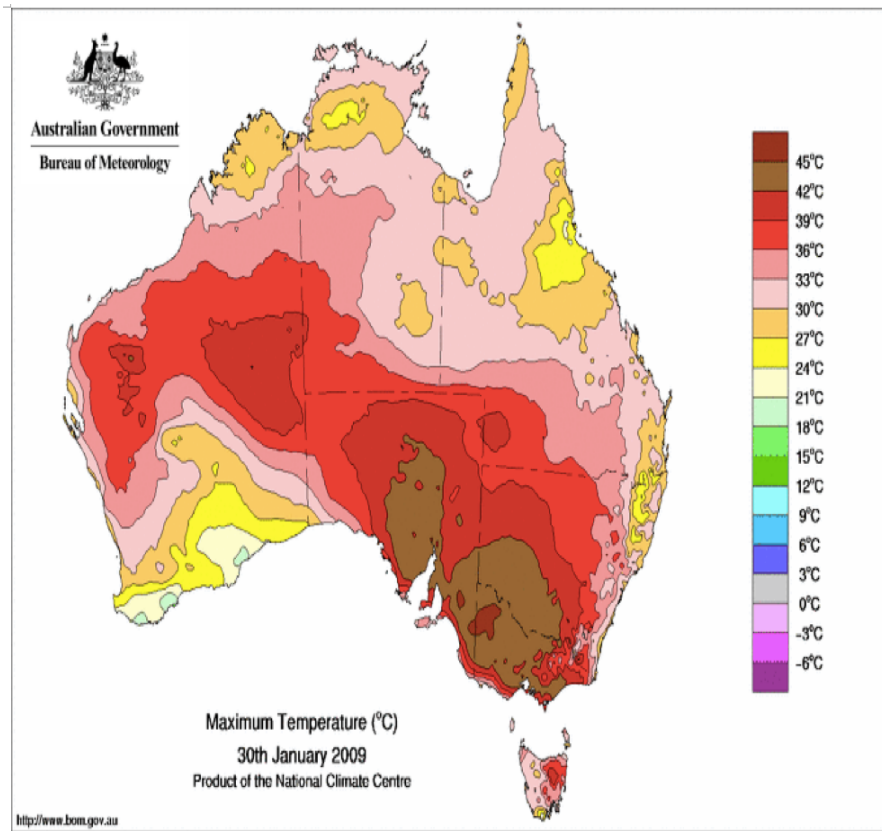 Australian Government
Bureau of Meteorology
45°C
42°C
39°C
36°C
33°C
30°C
27°C
24°C
21°C
18°C
15°C
12°C
9°C
6°C
3°C
0°C
-3°C
-6°C
Maximum Temperature (°C)
30th January 2009
Product of the National Climate Centre
http://www.bom.gov.au